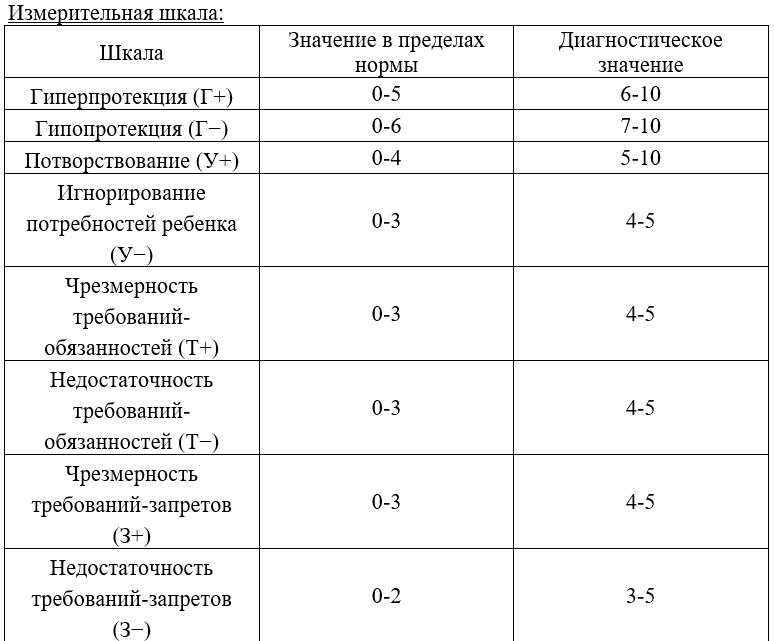 Измерительная шкала:
Шкала
Значение в пределах
нормы
Диагностическое
значение
Гиперпротекция (Г+)
0-5
6-10
Гипопротекция (Г−)
0-6
7-10
Потворствование (У+)
0-4
5-10
Игнорирование
потребностей ребенка
(У−)
0-3
4-5
Чрезмерность
требований-
обязанностей (Т+)
0-3
4-5
Недостаточность
требований-
обязанностей (Т−)
0-3
4-5
Чрезмерность
требований-запретов
(З+)
0-3
4-5
Недостаточность
требований-запретов
(З−)
0-2
3-5